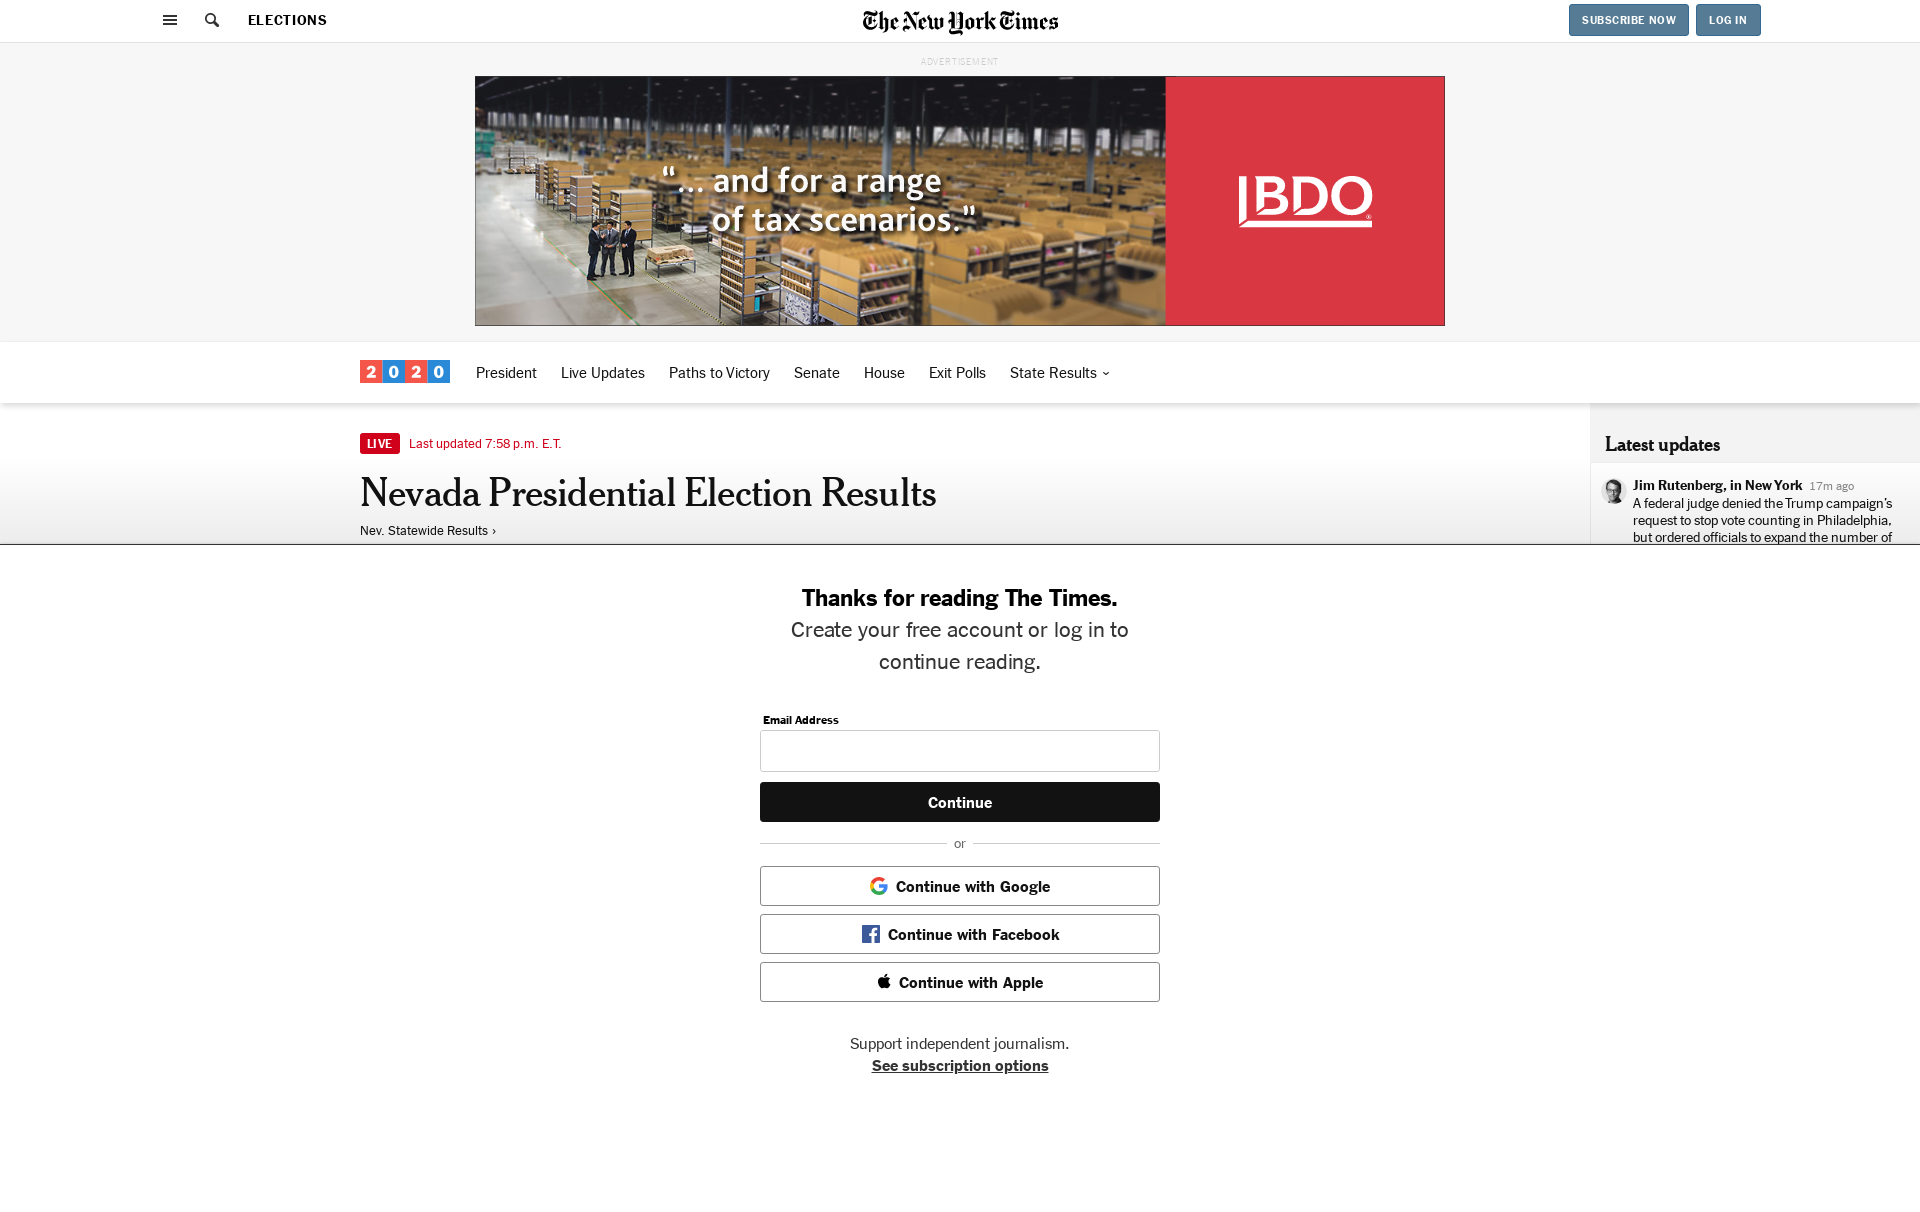 ELECTIONS
The New York Times
SUBSCRIBE NOW
LOG IN
ADVERTISEMENT
“... and for a range
of tax scenarios.”
BDO
®
2020
President
Live Updates
Paths to Victory
Senate
House
Exit Polls
State Results
LIVE
Last updated 7:58 p.m. E.T.
Nevada Presidential Election Results
Nev. Statewide Results ›
Latest updates
Jim Rutenberg, in New York 17m ago
A federal judge denied the Trump campaign’s
request to stop vote counting in Philadelphia,
but ordered officials to expand the number of
Thanks for reading The Times.
Create your free account or log in to
continue reading.
Email Address
Continue
or
Continue with Google
Continue with Facebook
Continue with Apple
Support independent journalism.
See subscription options